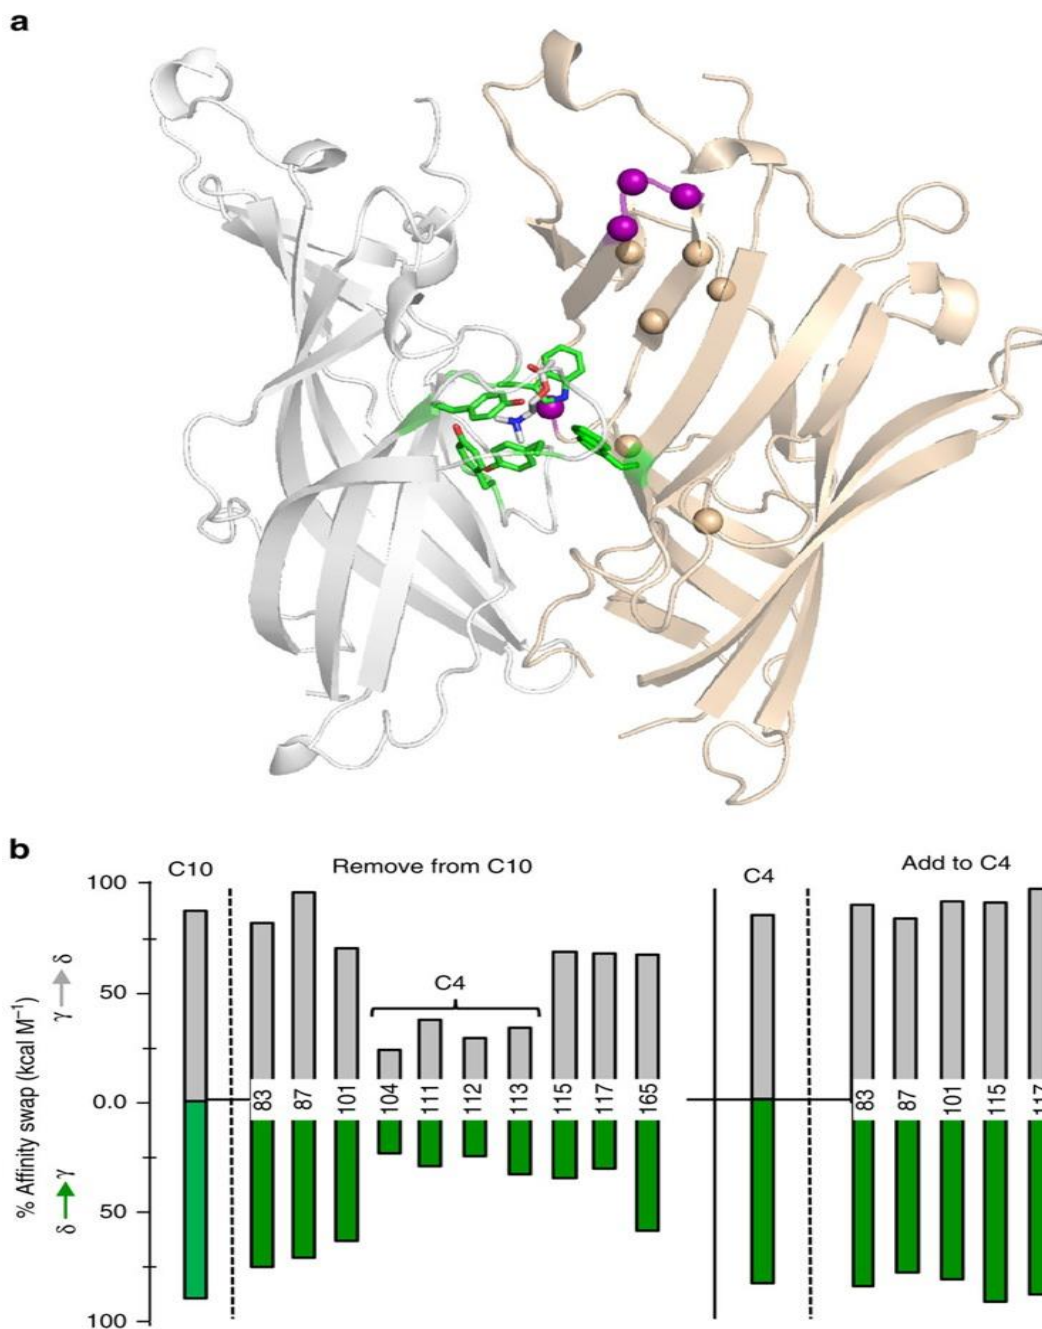 a
b
C10
Remove from C10
C4
Add to C4
100
C4
50
0.0
50
100
% Affinity swap (kcal M⁻¹)
γ → δ
δ → γ
83
87
101
104
111
112
113
115
117
165
83
87
101
115
117